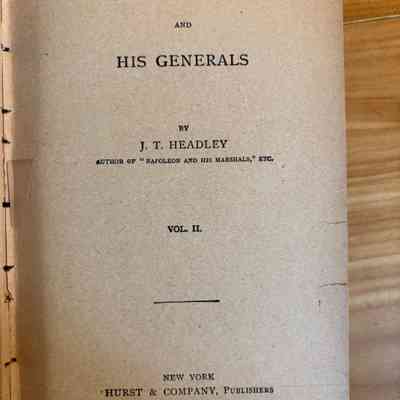 AND
HIS GENERALS
BY
J. T. HEADLEY
AUTHOR OF "NAPOLEON AND HIS MARSHALS," ETC.
VOL. II.
NEW YORK
HURST & COMPANY, PUBLISHERS